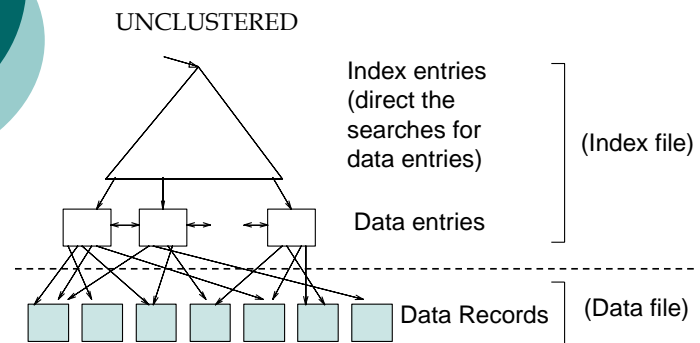 UNCLUSTERED
Index entries
(direct the
searches for
data entries)
(Index file)
Data entries
Data Records
(Data file)